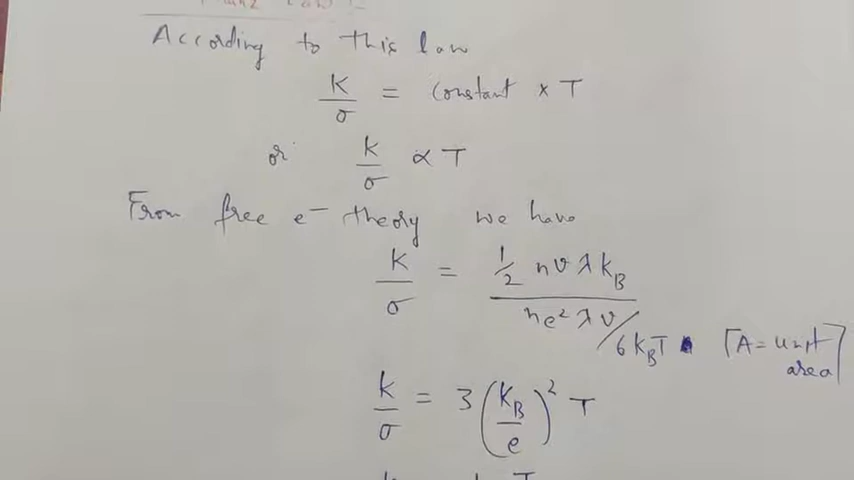 According to this law
K/σ = constant × T
or k/σ ∝ T
From free e⁻ theory we have
k/σ = ½ nvλk_B / (ne²λv / 6k_BT) [A = unit area]
k/σ = 3 (k_B/e)² T